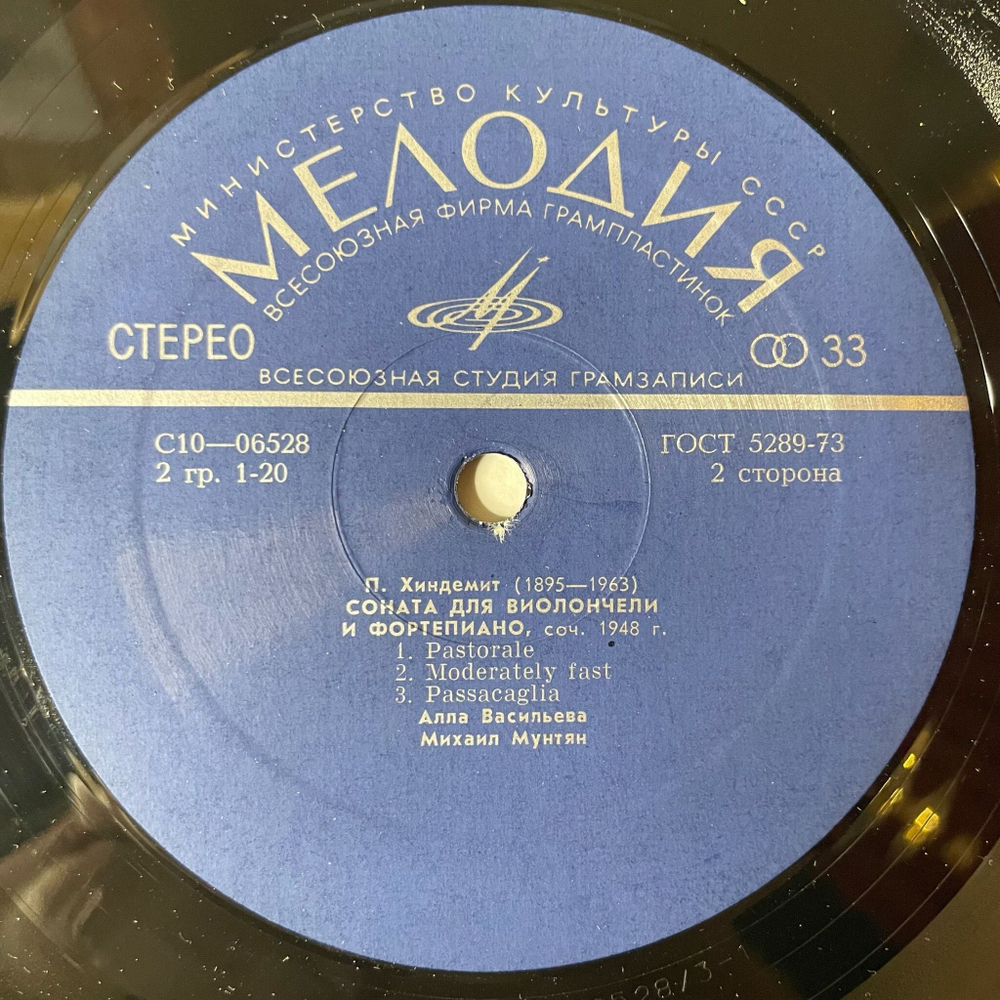 МИНИСТЕРСТВО КУЛЬТУРЫ СССР
МЕЛОДИЯ
ВСЕСОЮЗНАЯ ФИРМА ГРАМПЛАСТИНОК
СТЕРЕО
33
ВСЕСОЮЗНАЯ СТУДИЯ ГРАМЗАПИСИ
С10—06528
ГОСТ 5289-73
2 гр. 1-20
2 сторона
П. Хиндемит (1895—1963)
СОНАТА ДЛЯ ВИОЛОНЧЕЛИ
И ФОРТЕПИАНО, соч. 1948 г.
1. Pastorale
2. Moderately fast
3. Passacaglia
Алла Васильева
Михаил Мунтян